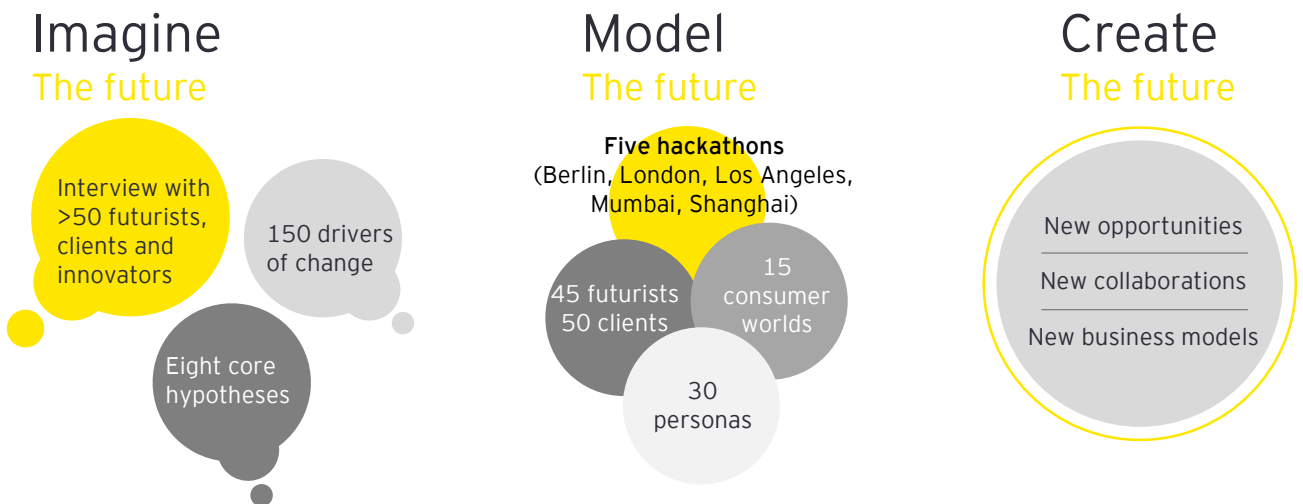 Imagine
The future
Interview with
>50 futurists,
clients and
innovators
150 drivers
of change
Eight core
hypotheses
Model
The future
Five hackathons
(Berlin, London, Los Angeles,
Mumbai, Shanghai)
45 futurists
50 clients
15
consumer
worlds
30
personas
Create
The future
New opportunities
New collaborations
New business models